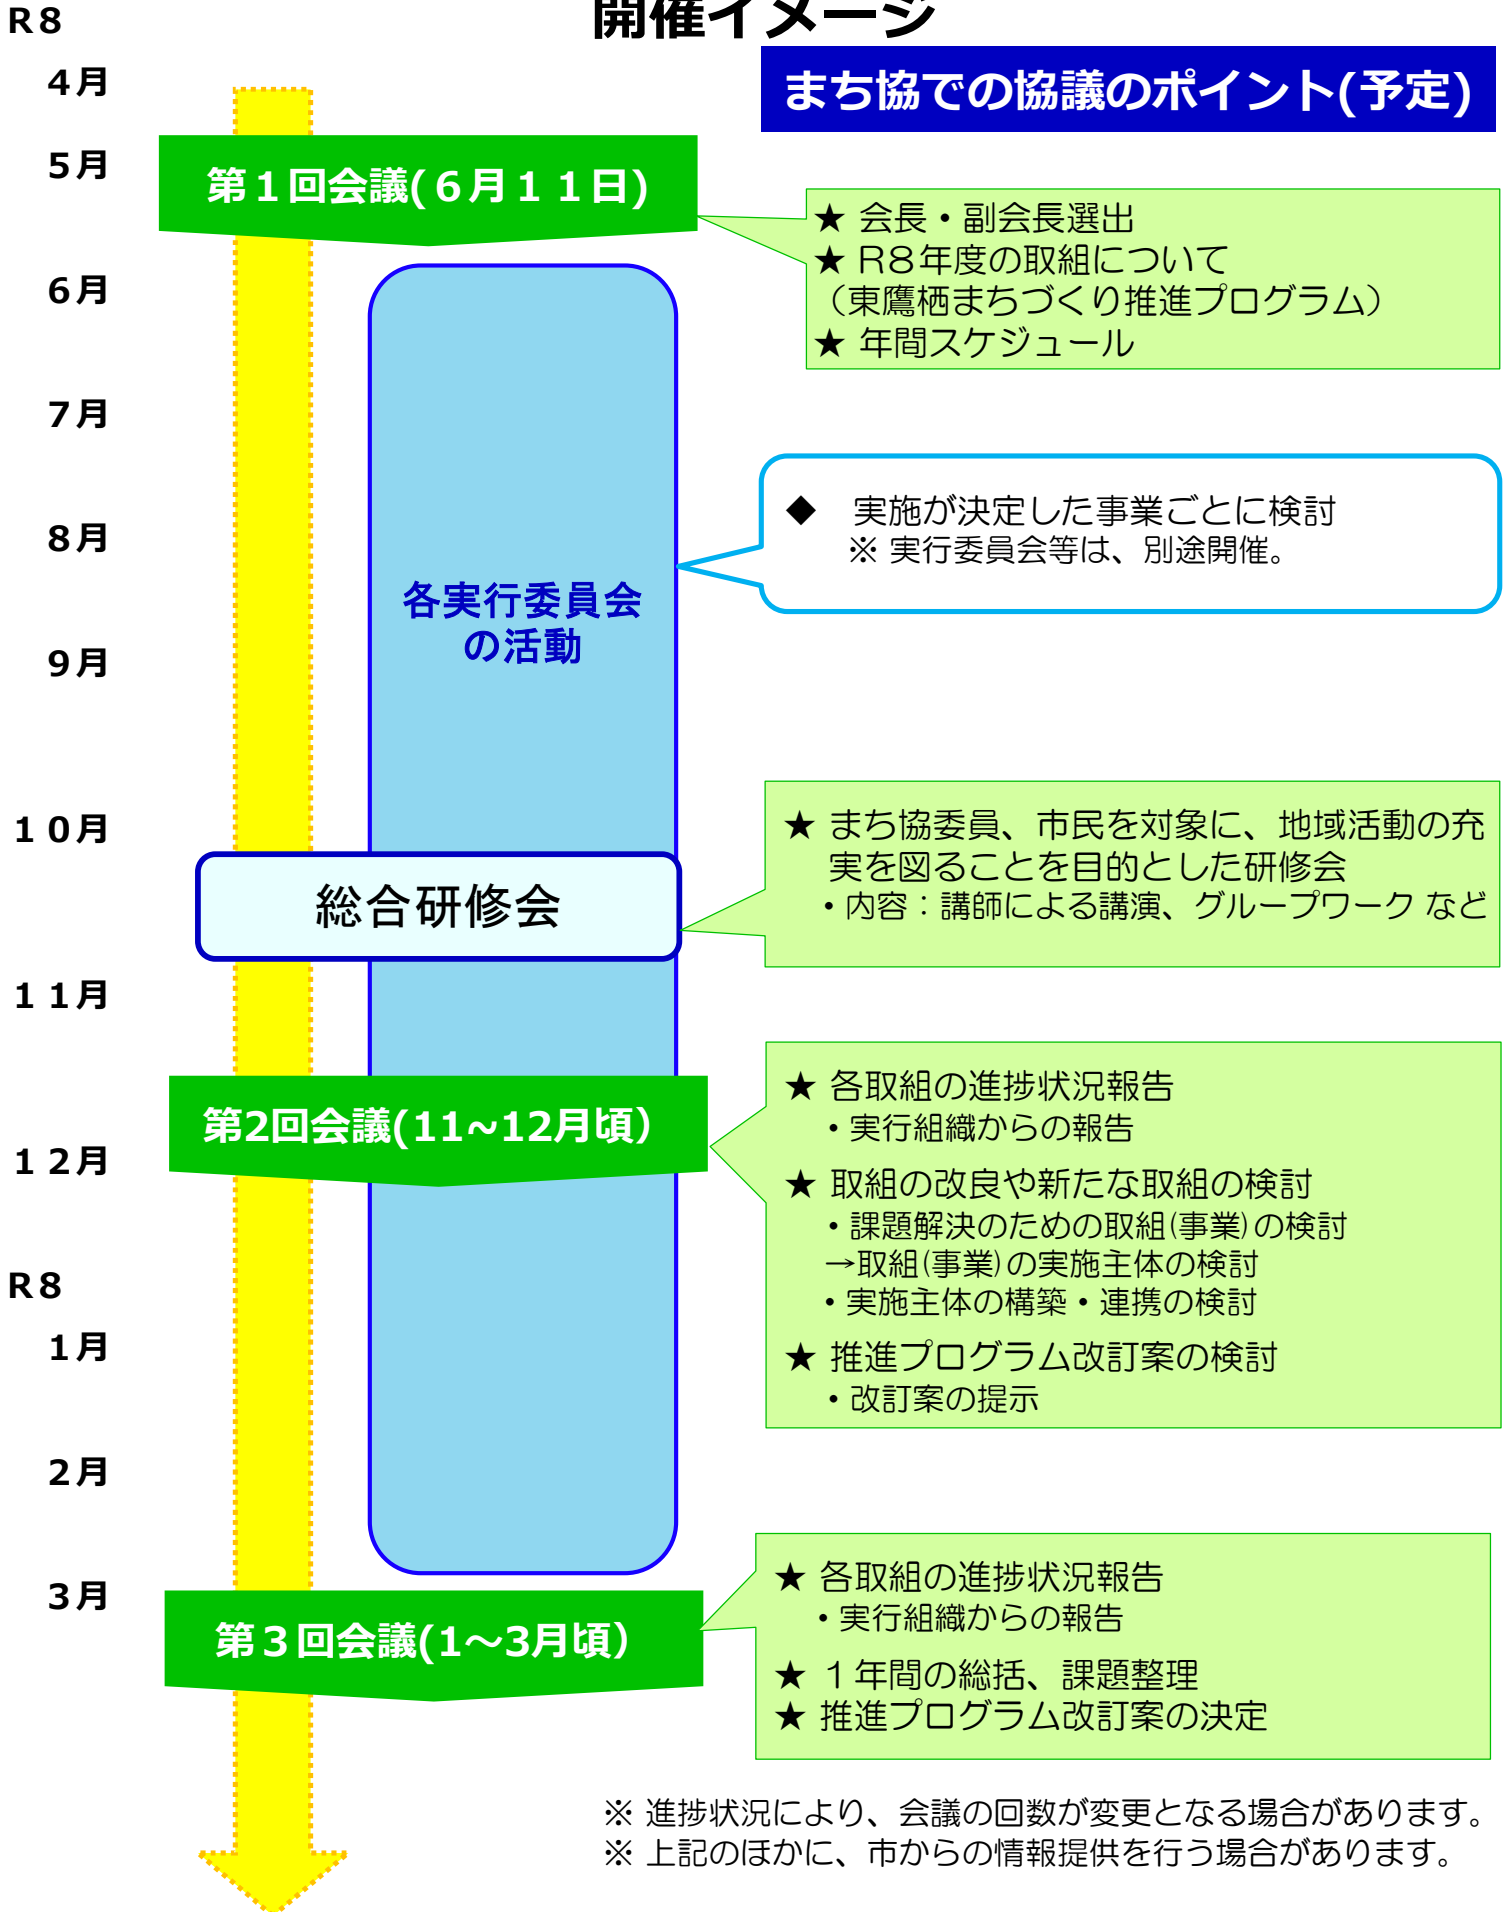 開催イメージ
R8
4月
まち協での協議のポイント(予定)
5月
第１回会議(６月１１日)
★ 会長・副会長選出
★ R８年度の取組について
（東鷹栖まちづくり推進プログラム）
★ 年間スケジュール
6月
7月
◆　実施が決定した事業ごとに検討
※ 実行委員会等は、別途開催。
8月
各実行委員会
の活動
9月
１０月
★ まち協委員、市民を対象に、地域活動の充
実を図ることを目的とした研修会
・内容：講師による講演、グループワーク など
総合研修会
１１月
第2回会議(11~12月頃）
★ 各取組の進捗状況報告
・実行組織からの報告
★ 取組の改良や新たな取組の検討
・課題解決のための取組(事業)の検討
→取組(事業)の実施主体の検討
・実施主体の構築・連携の検討
★ 推進プログラム改訂案の検討
・改訂案の提示
１２月
R8
1月
2月
3月
第３回会議(1～3月頃）
★ 各取組の進捗状況報告
・実行組織からの報告
★ １年間の総括、課題整理
★ 推進プログラム改訂案の決定
※ 進捗状況により、会議の回数が変更となる場合があります。
※ 上記のほかに、市からの情報提供を行う場合があります。